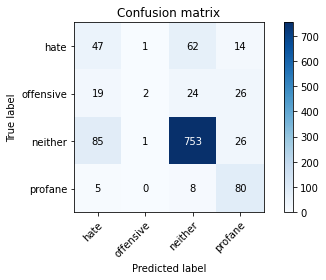 Confusion matrix
True label
hate 47 1 62 14
offensive 19 2 24 26
neither 85 1 753 26
profane 5 0 8 80
hate offensive neither profane
Predicted label
700
600
500
400
300
200
100
0